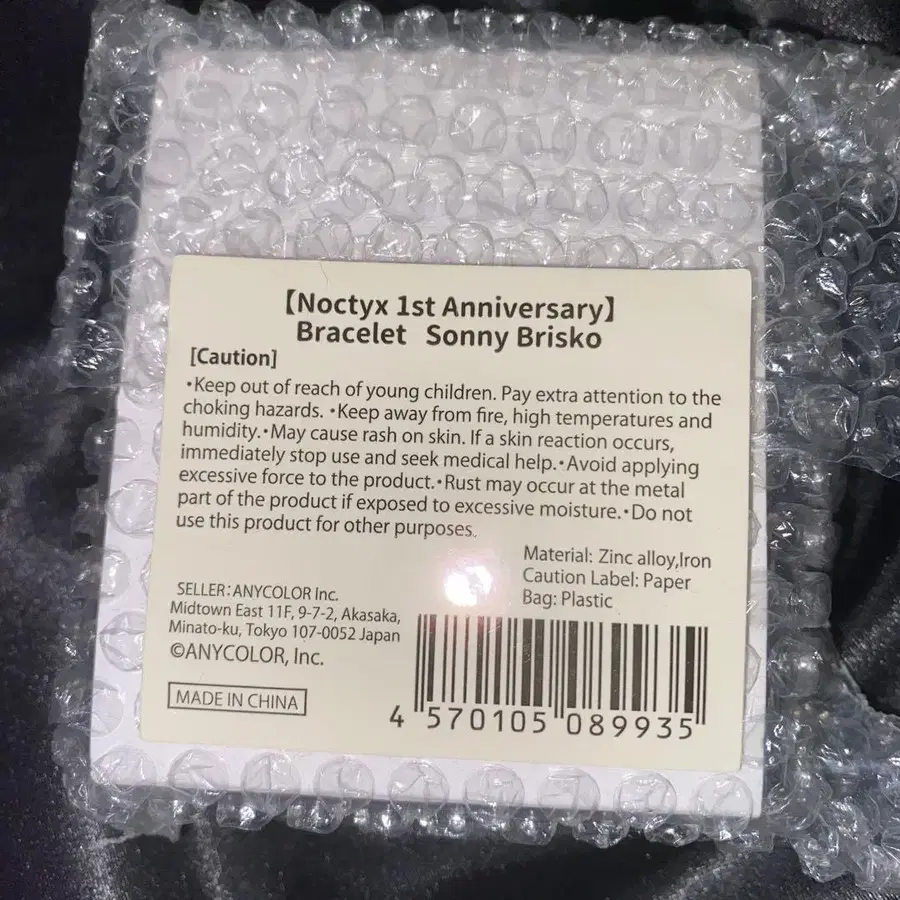 【Noctyx 1st Anniversary】
Bracelet Sonny Brisko
[Caution]
・Keep out of reach of young children. Pay extra attention to the
choking hazards. ・Keep away from fire, high temperatures and
humidity.・May cause rash on skin. If a skin reaction occurs,
immediately stop use and seek medical help.・Avoid applying
excessive force to the product.・Rust may occur at the metal
part of the product if exposed to excessive moisture.・Do not
use this product for other purposes.
Material: Zinc alloy,Iron
Caution Label: Paper
Bag: Plastic
SELLER:ANYCOLOR Inc.
Midtown East 11F, 9-7-2, Akasaka,
Minato-ku, Tokyo 107-0052 Japan
©ANYCOLOR, Inc.
MADE IN CHINA
4 570105 089935